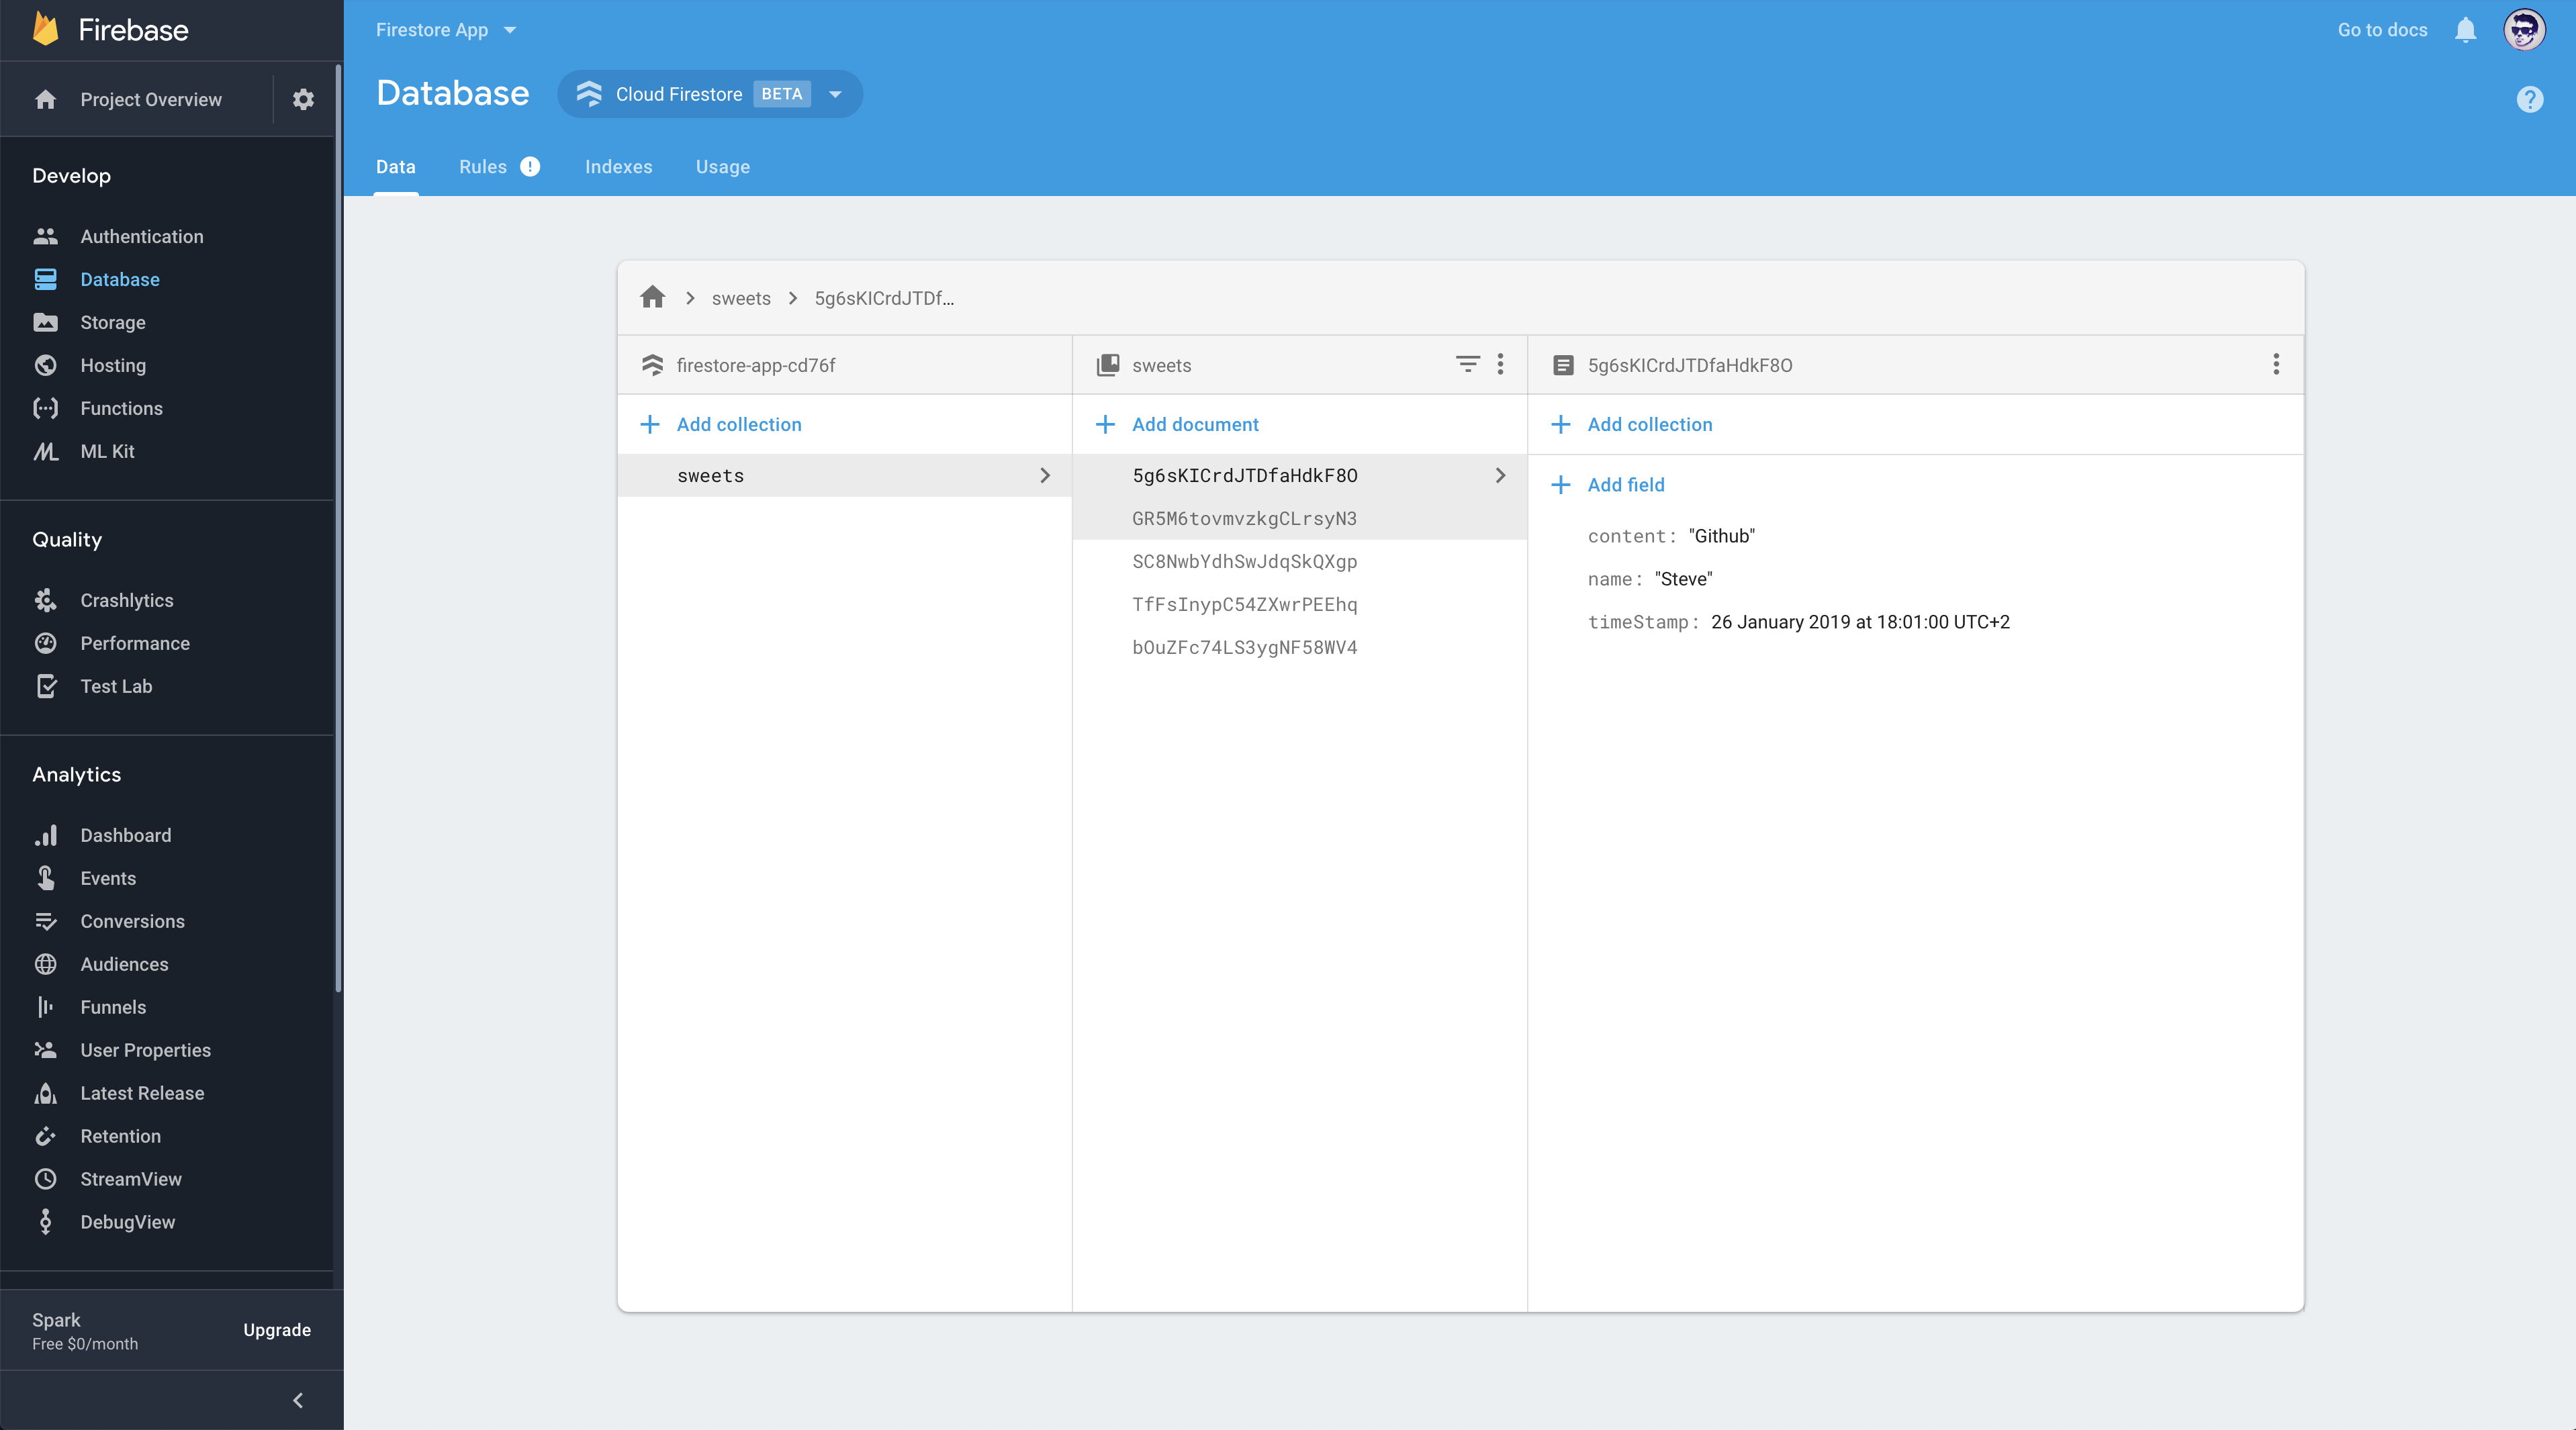 Firebase
Project Overview
Develop
Authentication
Database
Storage
Hosting
Functions
ML Kit
Quality
Crashlytics
Performance
Test Lab
Analytics
Dashboard
Events
Conversions
Audiences
Funnels
User Properties
Latest Release
Retention
StreamView
DebugView
Spark
Free $0/month
Upgrade
Firestore App
Go to docs
Database
Cloud Firestore BETA
Data Rules Indexes Usage
sweets 5g6sKICrdJTDf...
firestore-app-cd76f
Add collection
sweets
sweets
Add document
5g6sKICrdJTDfaHdkF8O
GR5M6tovmvzkgCLrsyN3
SC8NwbYdhSwJdqSkQXgp
TfFsInypC54ZXwrPEEhq
bOuZFc74LS3ygNF58WV4
5g6sKICrdJTDfaHdkF8O
Add collection
Add field
content: "Github"
name: "Steve"
timeStamp: 26 January 2019 at 18:01:00 UTC+2